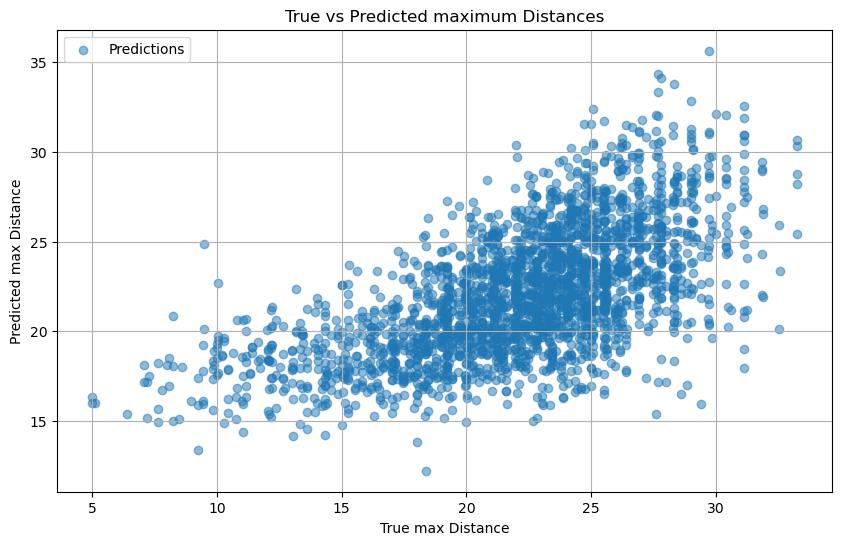 True vs Predicted maximum Distances
Predictions
35
30
25
20
15
Predicted max Distance
5 10 15 20 25 30
True max Distance